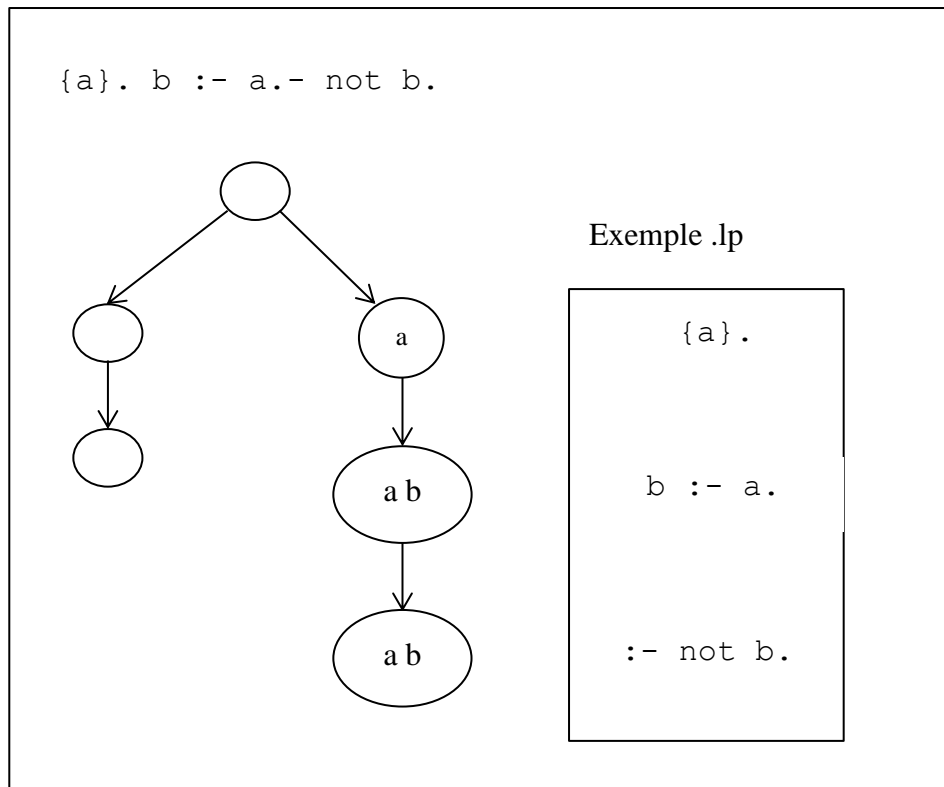 {a}. b :- a.- not b.
Exemple .lp
a
{a}.
a b
b :- a.
a b
:- not b.